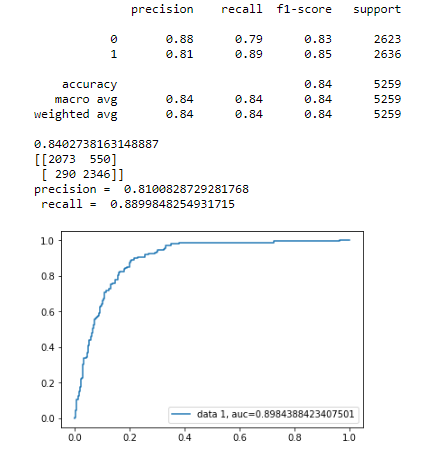 precision recall f1-score support
0 0.88 0.79 0.83 2623
1 0.81 0.89 0.85 2636
accuracy 0.84 5259
macro avg 0.84 0.84 0.84 5259
weighted avg 0.84 0.84 0.84 5259
0.8402738163148887
[[2073 550]
[ 290 2346]]
precision = 0.8100828729281768
recall = 0.8899848254931715
1.0
0.8
0.6
0.4
0.2
0.0
data 1, auc=0.8984388423407501
0.0 0.2 0.4 0.6 0.8 1.0